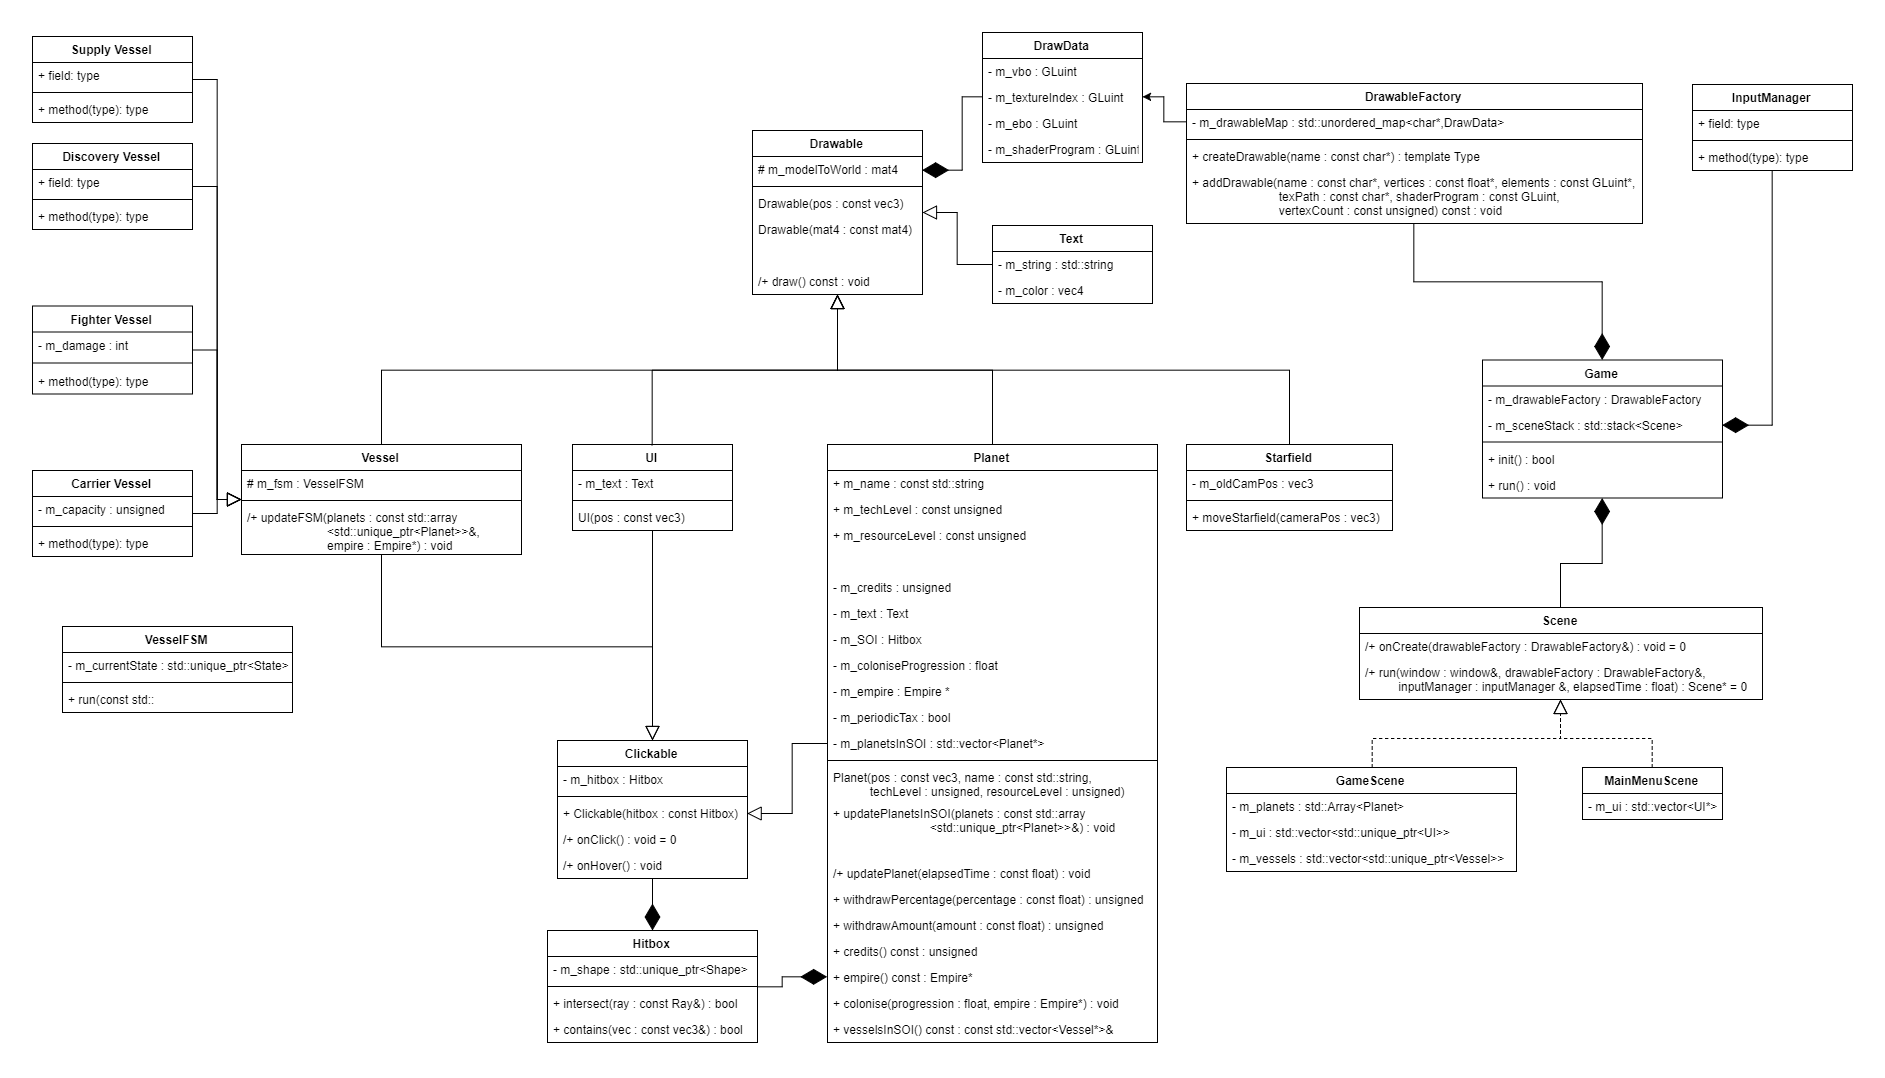 Supply Vessel
+ field: type
+ method(type): type
Discovery Vessel
+ field: type
+ method(type): type
Fighter Vessel
- m_damage : int
+ method(type): type
Carrier Vessel
- m_capacity : unsigned
+ method(type): type
VesselFSM
- m_currentState : std::unique_ptr<State>
+ run(const std::
Vessel
# m_fsm : VesselFSM
/+ updateFSM(planets : const std::array
<std::unique_ptr<Planet>>&,
empire : Empire*) : void
UI
- m_text : Text
UI(pos : const vec3)
Clickable
- m_hitbox : Hitbox
+ Clickable(hitbox : const Hitbox)
/+ onClick() : void = 0
/+ onHover() : void
Hitbox
- m_shape : std::unique_ptr<Shape>
+ intersect(ray : const Ray&) : bool
+ contains(vec : const vec3&) : bool
Drawable
# m_modelToWorld : mat4
Drawable(pos : const vec3)
Drawable(mat4 : const mat4)
/+ draw() const : void
DrawData
- m_vbo : GLuint
- m_textureIndex : GLuint
- m_ebo : GLuint
- m_shaderProgram : GLuint
Text
- m_string : std::string
- m_color : vec4
Planet
+ m_name : const std::string
+ m_techLevel : const unsigned
+ m_resourceLevel : const unsigned
- m_credits : unsigned
- m_text : Text
- m_SOI : Hitbox
- m_coloniseProgression : float
- m_empire : Empire *
- m_periodicTax : bool
- m_planetsInSOI : std::vector<Planet*>
Planet(pos : const vec3, name : const std::string,
techLevel : unsigned, resourceLevel : unsigned)
+ updatePlanetsInSOI(planets : const std::array
<std::unique_ptr<Planet>>&) : void
/+ updatePlanet(elapsedTime : const float) : void
+ withdrawPercentage(percentage : const float) : unsigned
+ withdrawAmount(amount : const float) : unsigned
+ credits() const : unsigned
+ empire() const : Empire*
+ colonise(progression : float, empire : Empire*) : void
+ vesselsInSOI() const : const std::vector<Vessel*>&
Starfield
- m_oldCamPos : vec3
+ moveStarfield(cameraPos : vec3)
DrawableFactory
- m_drawableMap : std::unordered_map<char*,DrawData>
+ createDrawable(name : const char*) : template Type
+ addDrawable(name : const char*, vertices : const float*, elements : const GLuint*,
texPath : const char*, shaderProgram : const GLuint,
vertexCount : const unsigned) const : void
InputManager
+ field: type
+ method(type): type
Game
- m_drawableFactory : DrawableFactory
- m_sceneStack : std::stack<Scene>
+ init() : bool
+ run() : void
Scene
/+ onCreate(drawableFactory : DrawableFactory&) : void = 0
/+ run(window : window&, drawableFactory : DrawableFactory&,
inputManager : inputManager &, elapsedTime : float) : Scene* = 0
GameScene
- m_planets : std::Array<Planet>
- m_ui : std::vector<std::unique_ptr<UI>>
- m_vessels : std::vector<std::unique_ptr<Vessel>>
MainMenuScene
- m_ui : std::vector<UI*>